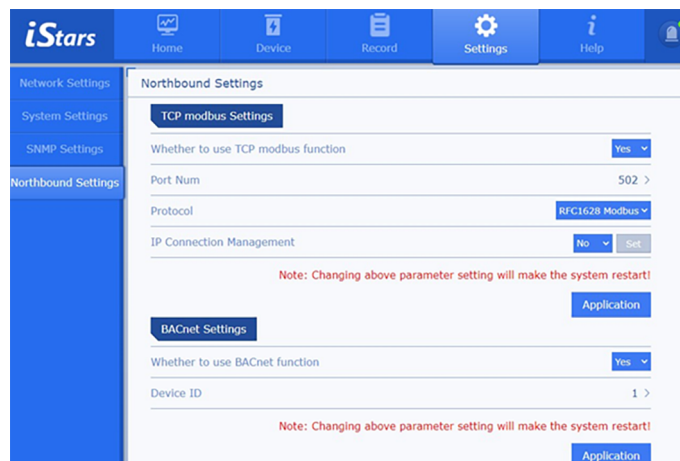 iStars
Home
Device
Record
Settings
Help
Network Settings
System Settings
SNMP Settings
Northbound Settings
Northbound Settings
TCP modbus Settings
Whether to use TCP modbus function Yes
Port Num 502 >
Protocol RFC1628 Modbus
IP Connection Management No Set
Note: Changing above parameter setting will make the system restart!
Application
BACnet Settings
Whether to use BACnet function Yes
Device ID 1 >
Note: Changing above parameter setting will make the system restart!
Application